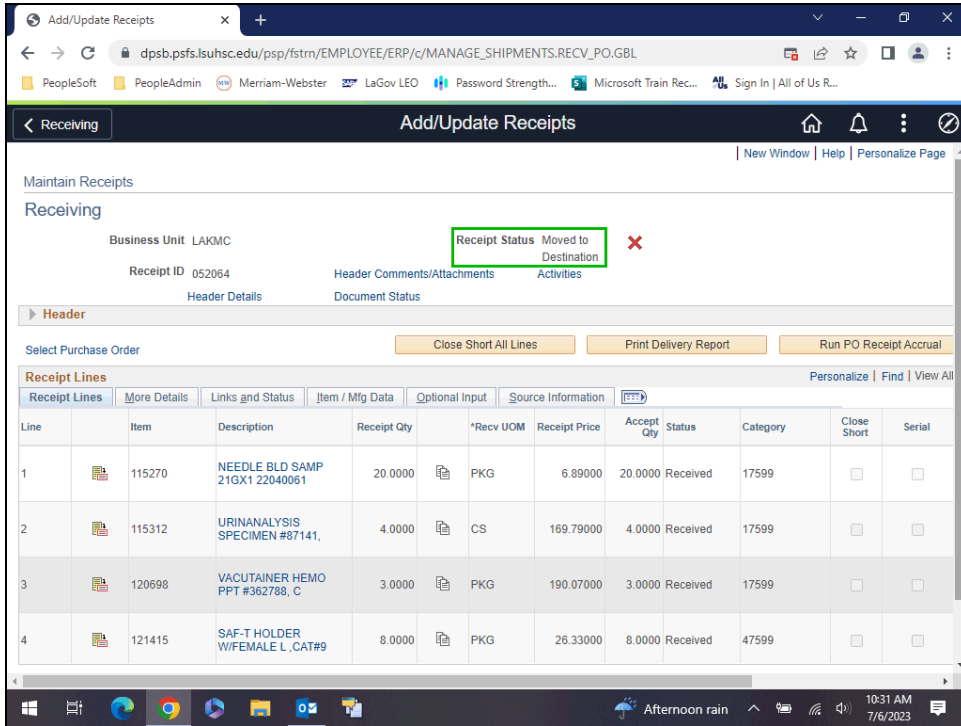 Add/Update Receipts
dpsb.psfs.lsuhsc.edu/psp/fstrn/EMPLOYEE/ERP/c/MANAGE_SHIPMENTS.RECV_PO.GBL
PeopleSoft PeopleAdmin Merriam-Webster LaGov LEO Password Strength... Microsoft Train Rec... Sign In | All of Us R...
Receiving Add/Update Receipts
New Window | Help | Personalize Page
Maintain Receipts
Receiving
Business Unit LAKMC Receipt Status Moved to
Destination
Receipt ID 052064 Header Comments/Attachments Activities
Header Details Document Status
Header
Select Purchase Order Close Short All Lines Print Delivery Report Run PO Receipt Accrual
Receipt Lines Personalize | Find | View All
Receipt Lines More Details Links and Status Item / Mfg Data Optional Input Source Information
Line Item Description Receipt Qty *Recv UOM Receipt Price Accept Qty Status Category Close Short Serial
1 115270 NEEDLE BLD SAMP 20.0000 PKG 6.89000 20.0000 Received 17599
21GX1 22040061
2 115312 URINANALYSIS 4.0000 CS 169.79000 4.0000 Received 17599
SPECIMEN #87141,
3 120698 VACUTAINER HEMO 3.0000 PKG 190.07000 3.0000 Received 17599
PPT #362788, C
4 121415 SAF-T HOLDER 8.0000 PKG 26.33000 8.0000 Received 47599
W/FEMALE L ,CAT#9
Afternoon rain 10:31 AM
7/6/2023